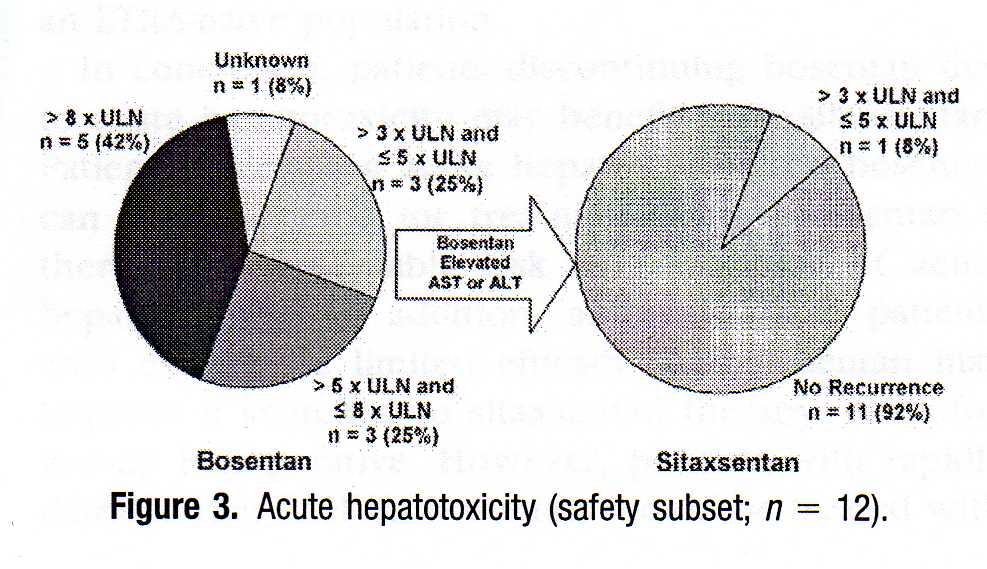 Unknown
n = 1 (8%)
> 8 x ULN
n = 5 (42%)
> 3 x ULN and
≤ 5 x ULN
n = 3 (25%)
> 5 x ULN and
≤ 8 x ULN
n = 3 (25%)
Bosentan
Bosentan
Elevated
AST or ALT
> 3 x ULN and
≤ 5 x ULN
n = 1 (8%)
No Recurrence
n = 11 (92%)
Sitaxsentan
Figure 3. Acute hepatotoxicity (safety subset; n = 12).